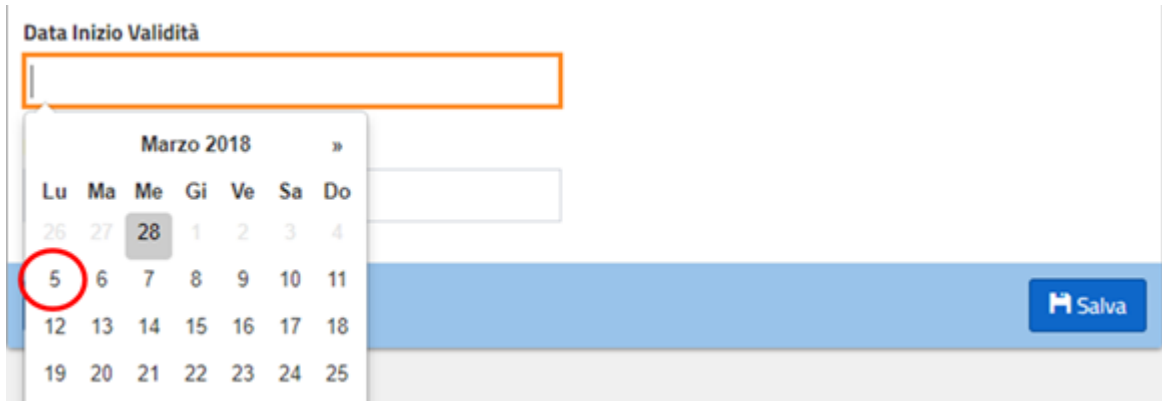 Data Inizio Validità
Marzo 2018 »
Lu Ma Me Gi Ve Sa Do
26 27 28 1 2 3 4
5 6 7 8 9 10 11
12 13 14 15 16 17 18
Salva
19 20 21 22 23 24 25